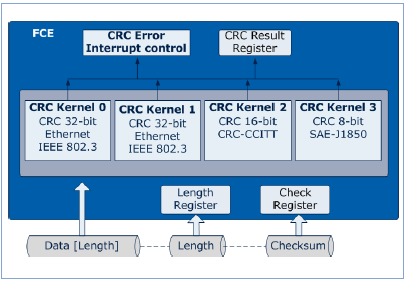 FCE
CRC Error
Interrupt control
CRC Result
Register
CRC Kernel 0
CRC 32-bit
Ethernet
IEEE 802.3
CRC Kernel 1
CRC 32-bit
Ethernet
IEEE 802.3
CRC Kernel 2
CRC 16-bit
CRC-CCITT
CRC Kernel 3
CRC 8-bit
SAE-J1850
Length
Register
Check
Register
Data [Length]
Length
Checksum